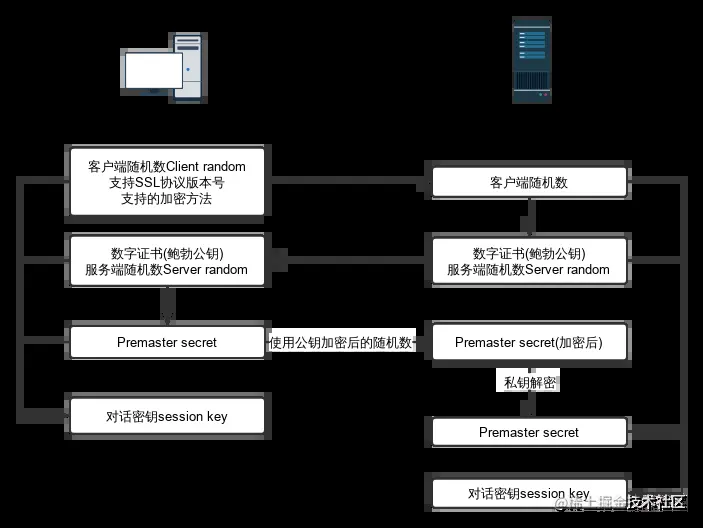 客户端随机数Client random
支持SSL协议版本号
支持的加密方法
客户端随机数
数字证书(鲍勃公钥)
服务端随机数Server random
数字证书(鲍勃公钥)
服务端随机数Server random
Premaster secret
使用公钥加密后的随机数
Premaster secret(加密后)
私钥解密
对话密钥session key
Premaster secret
对话密钥session key
@稀土掘金技术社区